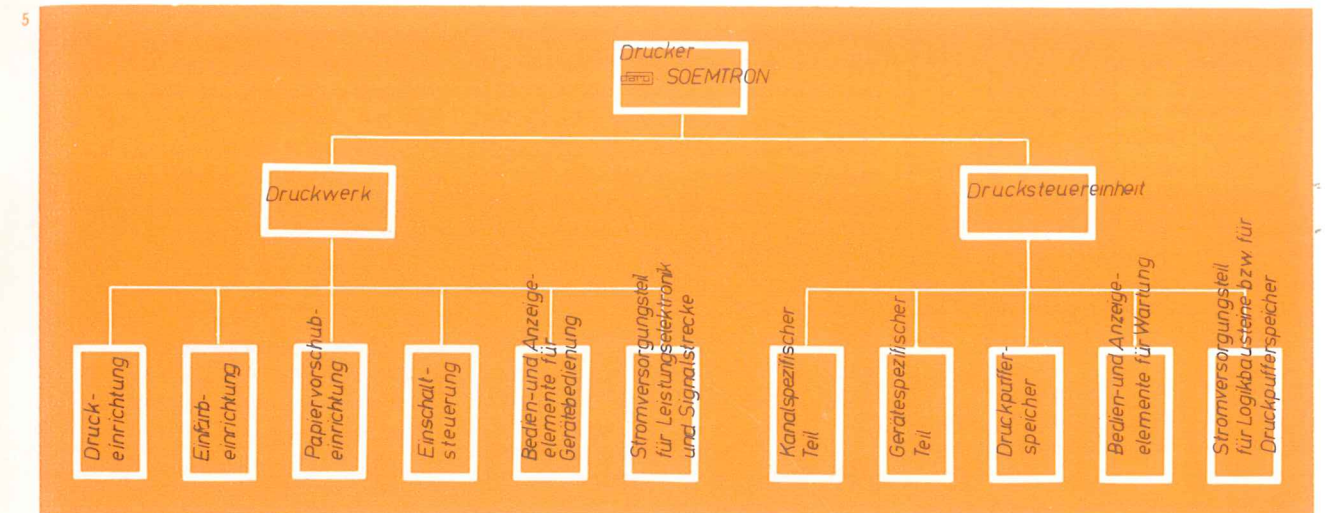 5
Drucker
daro SOEMTRON
Druckwerk
Drucksteuereinheit
Druck-
einrichtung
Einfärb-
einrichtung
Papiervorschub-
einrichtung
Einschalt-
steuerung
Bedien-und Anzeige-
elemente für
Gerätebedienung
Stromversorgungsteil
für Leistungselektronik
und Signalstrecke
Kanalspezifischer
Teil
Gerätespezifischer
Teil
Druckpuffer-
speicher
Bedien-und Anzeige-
elemente für Wartung
Stromversorgungsteil
für Logikbausteine bzw. für
Druckpufferspeicher